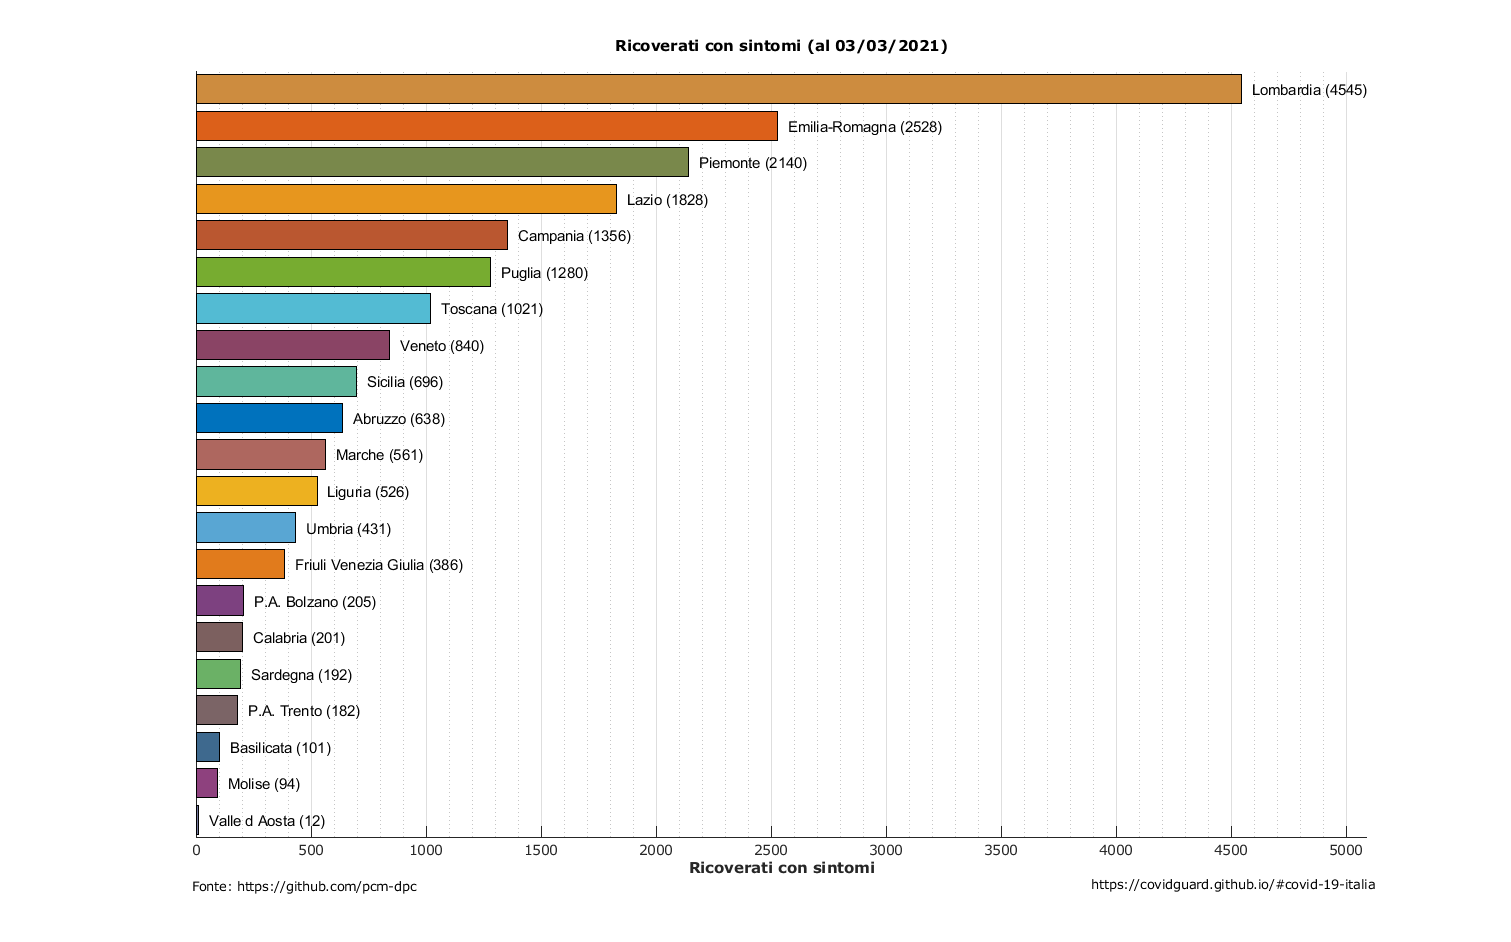 Ricoverati con sintomi (al 03/03/2021)
Lombardia (4545)
Emilia-Romagna (2528)
Piemonte (2140)
Lazio (1828)
Campania (1356)
Puglia (1280)
Toscana (1021)
Veneto (840)
Sicilia (696)
Abruzzo (638)
Marche (561)
Liguria (526)
Umbria (431)
Friuli Venezia Giulia (386)
P.A. Bolzano (205)
Calabria (201)
Sardegna (192)
P.A. Trento (182)
Basilicata (101)
Molise (94)
Valle d Aosta (12)
0 500 1000 1500 2000 2500 3000 3500 4000 4500 5000
Ricoverati con sintomi
Fonte: https://github.com/pcm-dpc
https://covidguard.github.io/#covid-19-italia